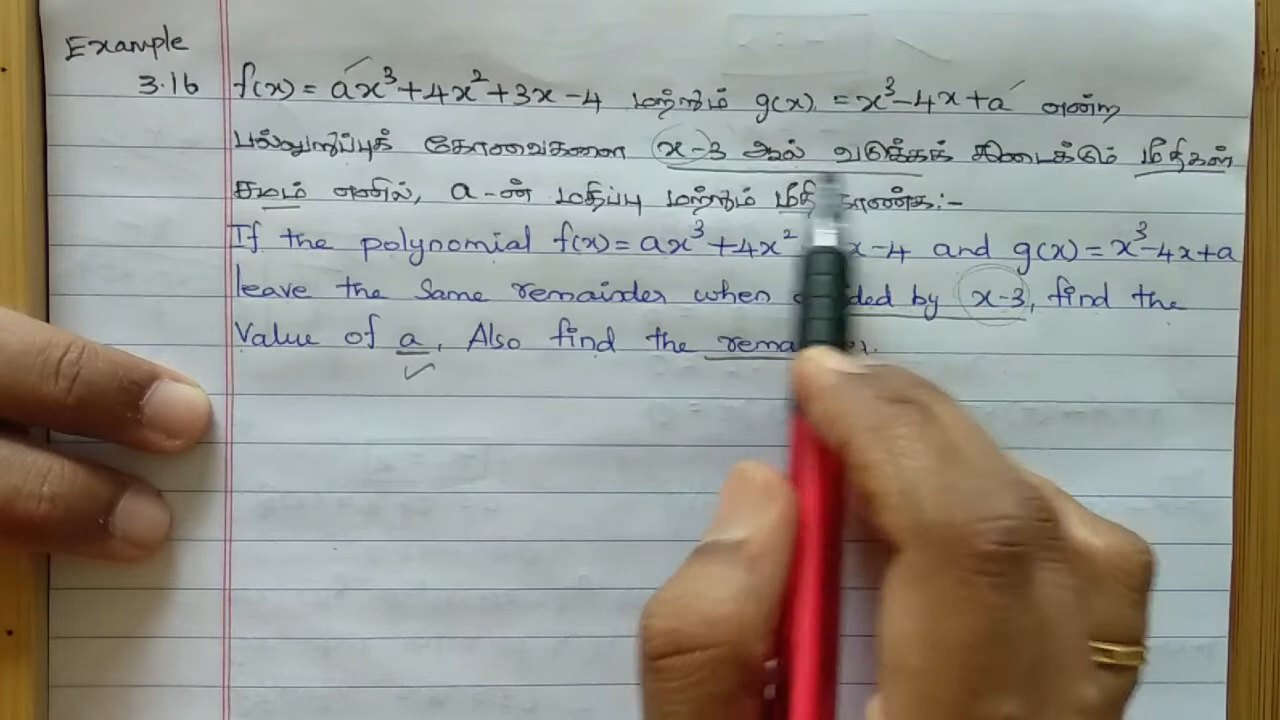 Example
3.16 f(x) = ax³+4x²+3x-4 மற்றும் g(x) = x³-4x+a என்ற
பல்லுறுப்புக் கோவைகளை x-3 ஆல் வகுக்கக் கிடைக்கும் மீதிகள்
சமம் எனில், a-ன் மதிப்பு மற்றும் மீதி காண்க:-
If the polynomial f(x)= ax³+4x² x-4 and g(x)= x³-4x+a
leave the same remainder when by x-3, find the
Value of a. Also find the